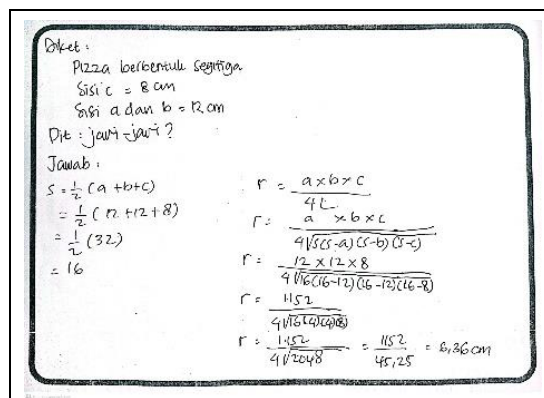 Diket :
Pizza berbentuk segitiga
Sisi c = 8 cm
Sisi a dan b = 12 cm
Dit : jari-jari ?
Jawab :
S = 1/2 (a+b+c)
= 1/2 (12+12+8)
= 1/2 (32)
= 16
r = a×b×c / 4L
r = a×b×c / 4√s(s-a)(s-b)(s-c)
r = 12×12×8 / 4√16(16-12)(16-12)(16-8)
r = 1152 / 4√16(4)(4)(8)
r = 1152 / 4√2048 = 1152 / 45,25 = 6,36 cm